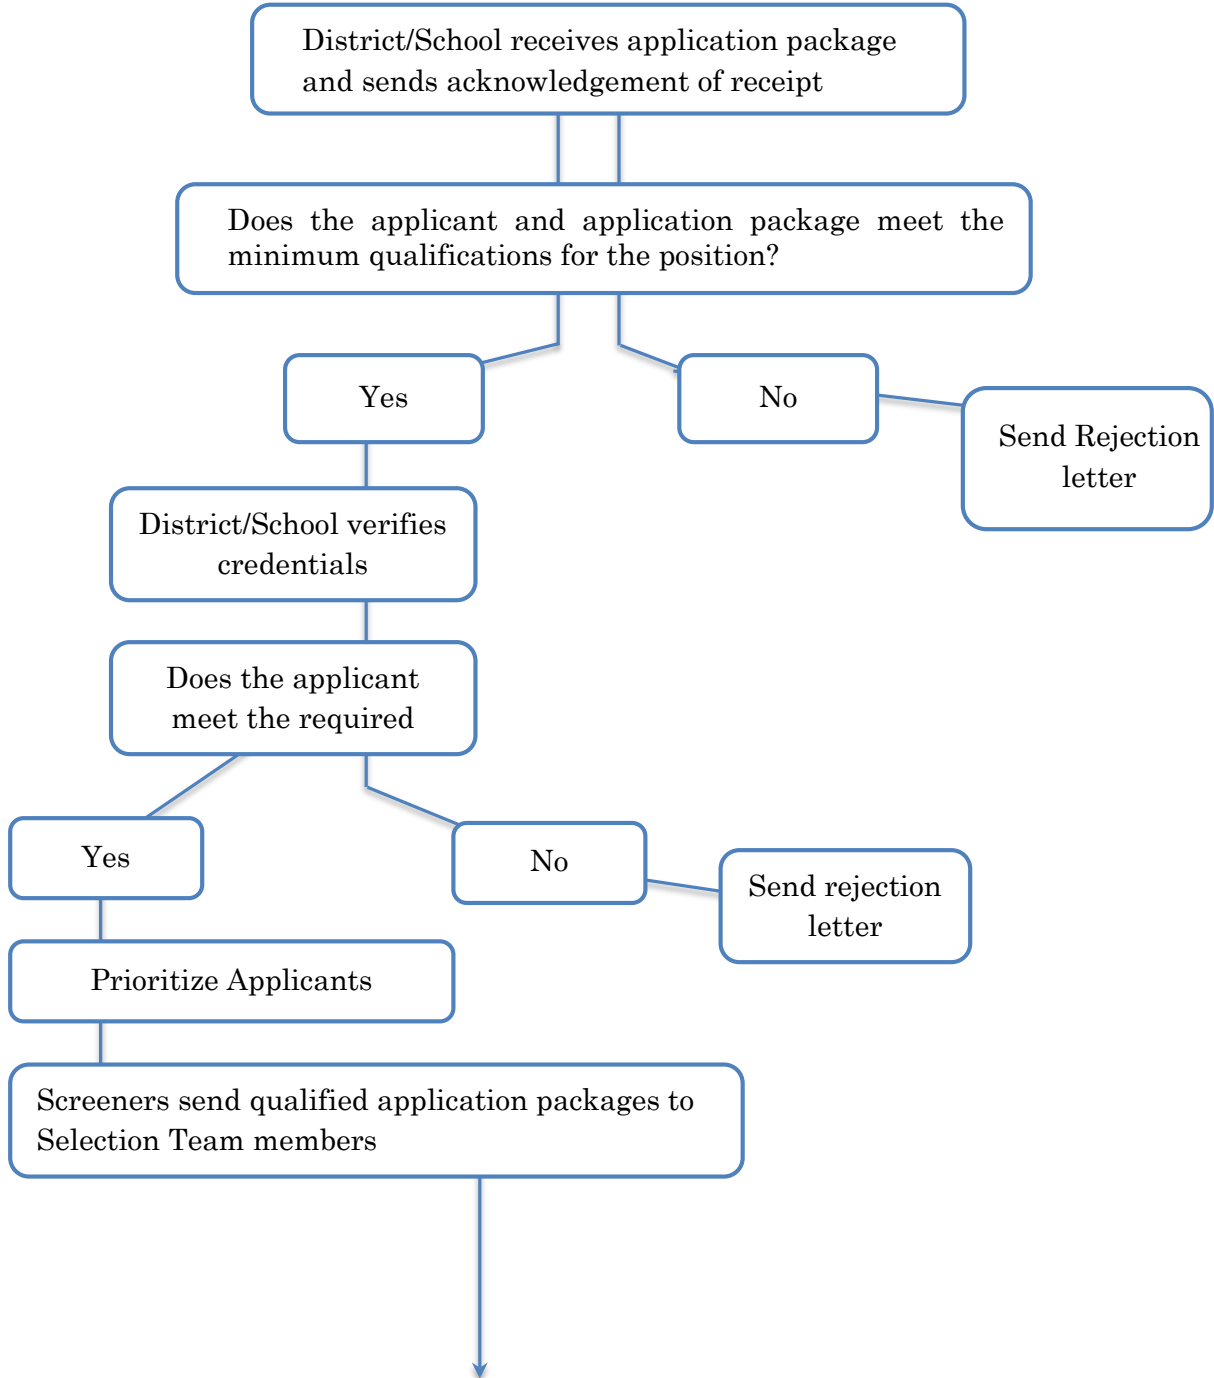 District/School receives application package
and sends acknowledgement of receipt
Does the applicant and application package meet the
minimum qualifications for the position?
Yes
No
Send Rejection
letter
District/School verifies
credentials
Does the applicant
meet the required
Yes
No
Send rejection
letter
Prioritize Applicants
Screeners send qualified application packages to
Selection Team members